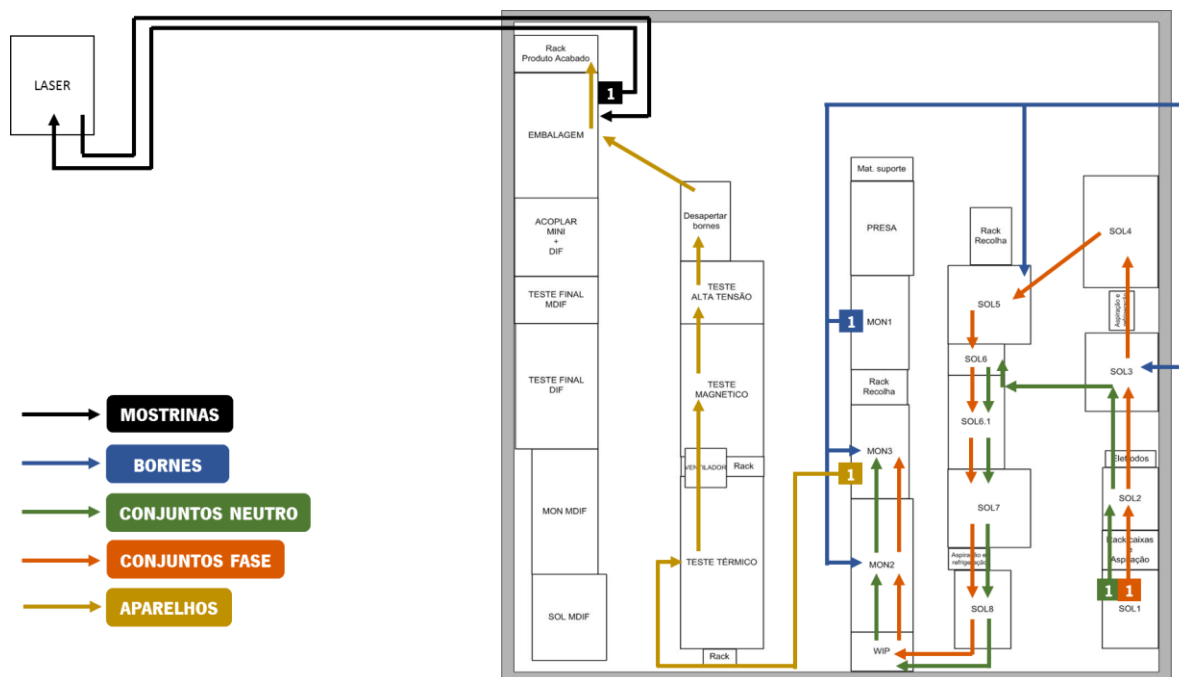 LASER
MOSTRINAS
BORNES
CONJUNTOS NEUTRO
CONJUNTOS FASE
APARELHOS
Rack
Produto Acabado
1
EMBALAGEM
ACOPLAR
MINI
+
DIF
TESTE FINAL
MDIF
TESTE FINAL
DIF
MON MDIF
SOL MDIF
Desapertar
bornes
TESTE
ALTA TENSÃO
TESTE
MAGNETICO
VENTILADOR
Rack
TESTE TÉRMICO
Rack
Mat. suporte
PRESA
1
MON1
Rack
Recolha
MON3
1
MON2
WIP
Rack
Recolha
SOL5
SOL6
SOL6.1
SOL7
Aspiração e
refrigeração
SOL8
SOL4
Aspiração e
SOL3
Eletrodos
SOL2
Rack caixas
e
Aspiração
1
1
SOL1